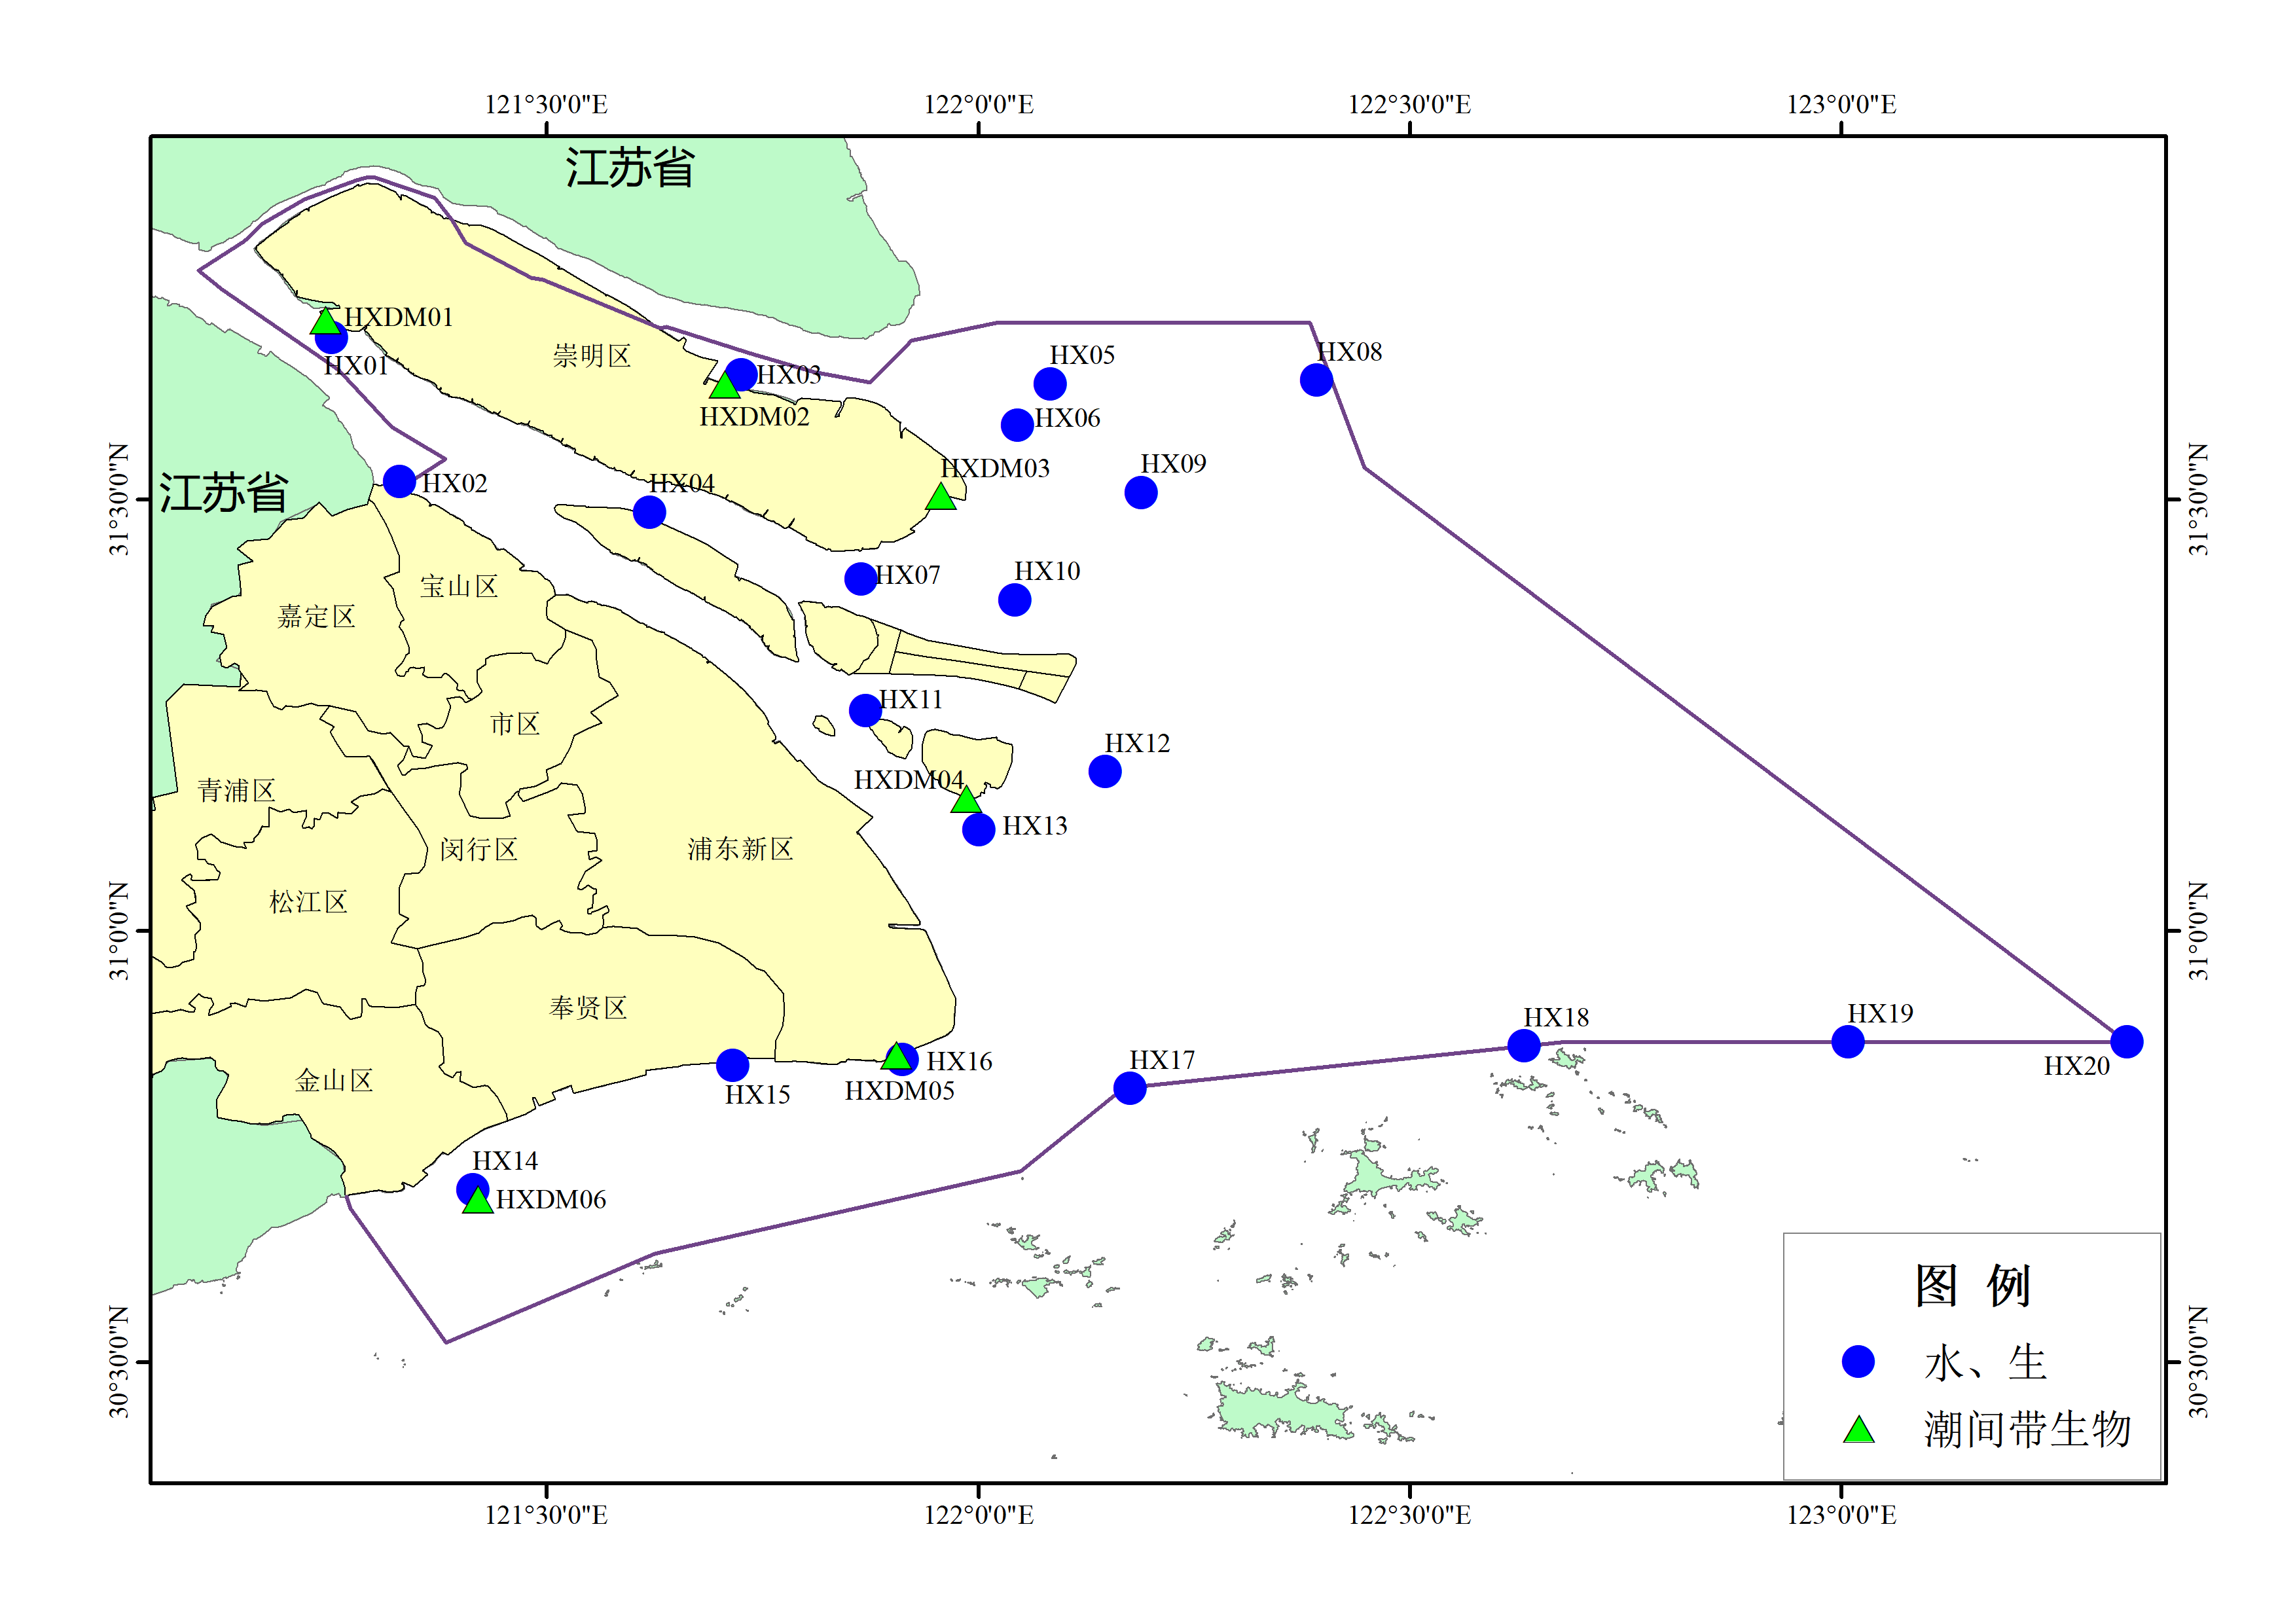 121°30'0"E
122°0'0"E
122°30'0"E
123°0'0"E
江苏省
HXDM01
HX01
崇明区
HX03
HXDM02
HX05
HX08
HX06
HX09
HXDM03
HX04
HX02
江苏省
31°30'0"N
31°30'0"N
HX07
HX10
宝山区
嘉定区
HX11
市区
HX12
HXDM04
青浦区
HX13
闵行区
浦东新区
松江区
31°0'0"N
31°0'0"N
奉贤区
HX18
HX19
HX20
HX17
HX16
HXDM05
HX15
金山区
HX14
HXDM06
图 例
水、生
潮间带生物
30°30'0"N
30°30'0"N
121°30'0"E
122°0'0"E
122°30'0"E
123°0'0"E